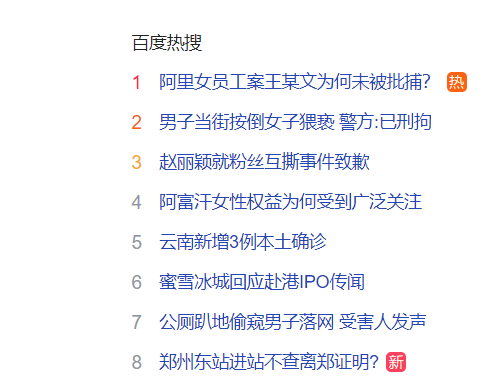 百度热搜
1 阿里女员工案王某文为何未被批捕? 热
2 男子当街按倒女子猥亵 警方:已刑拘
3 赵丽颖就粉丝互撕事件致歉
4 阿富汗女性权益为何受到广泛关注
5 云南新增3例本土确诊
6 蜜雪冰城回应赴港IPO传闻
7 公厕趴地偷窥男子落网 受害人发声
8 郑州东站进站不查离郑证明? 新